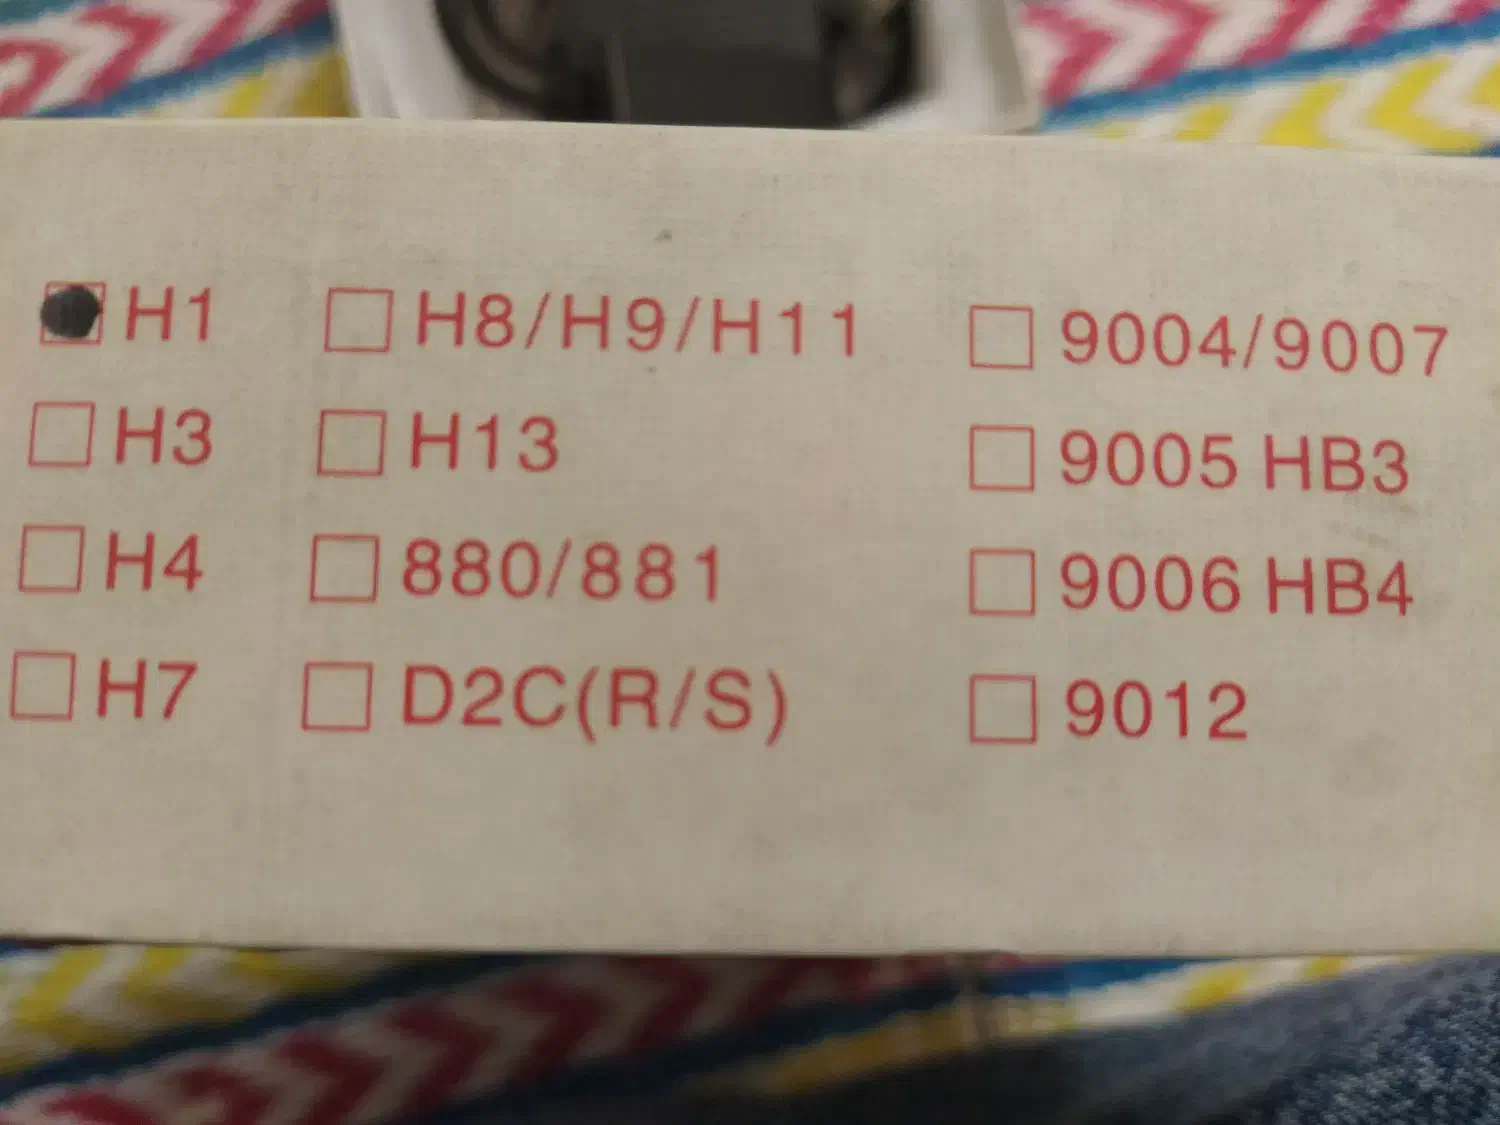 H1
H3
H4
H7
H8/H9/H11
H13
880/881
D2C(R/S)
9004/9007
9005 HB3
9006 HB4
9012